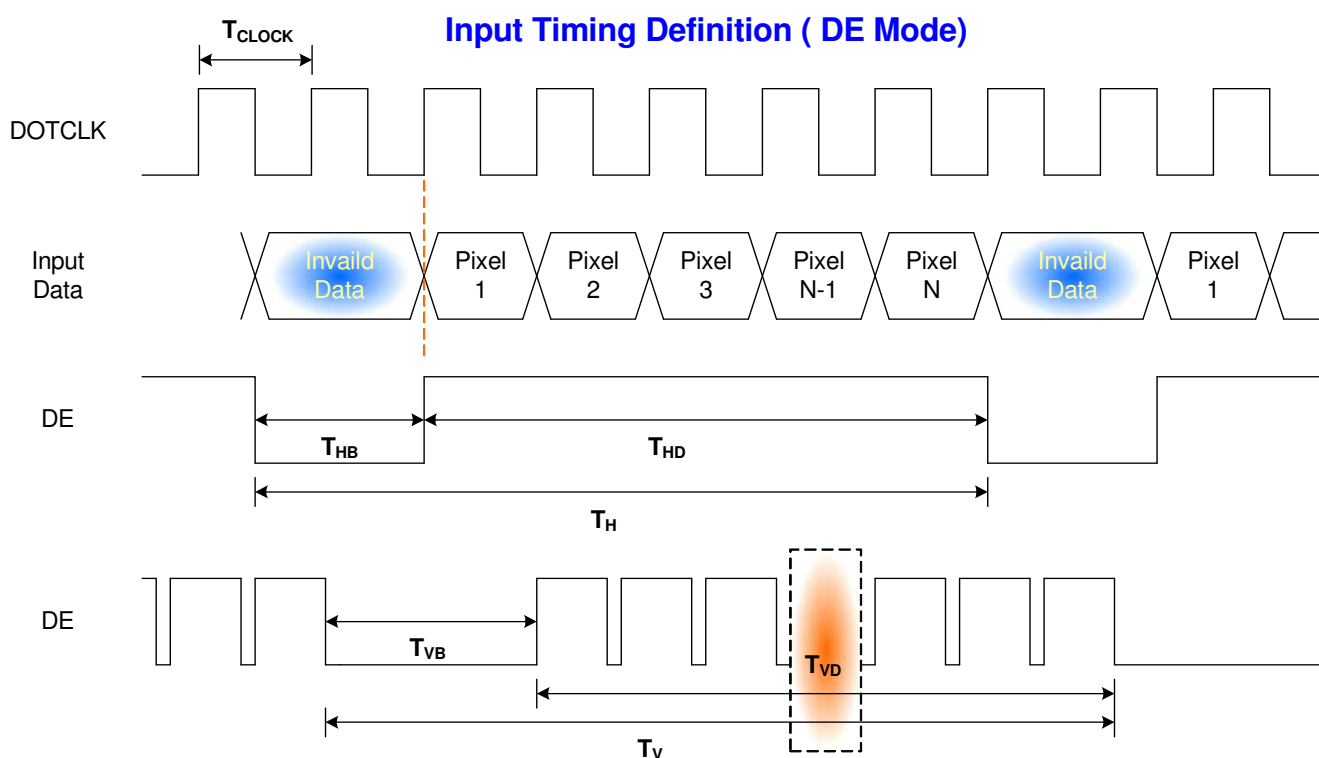 Input Timing Definition ( DE Mode)
TCLOCK
DOTCLK
Input
Data
Invaild
Data
Pixel
1
Pixel
2
Pixel
3
Pixel
N-1
Pixel
N
Invaild
Data
Pixel
1
DE
THB
THD
TH
DE
TVB
TVD
TV